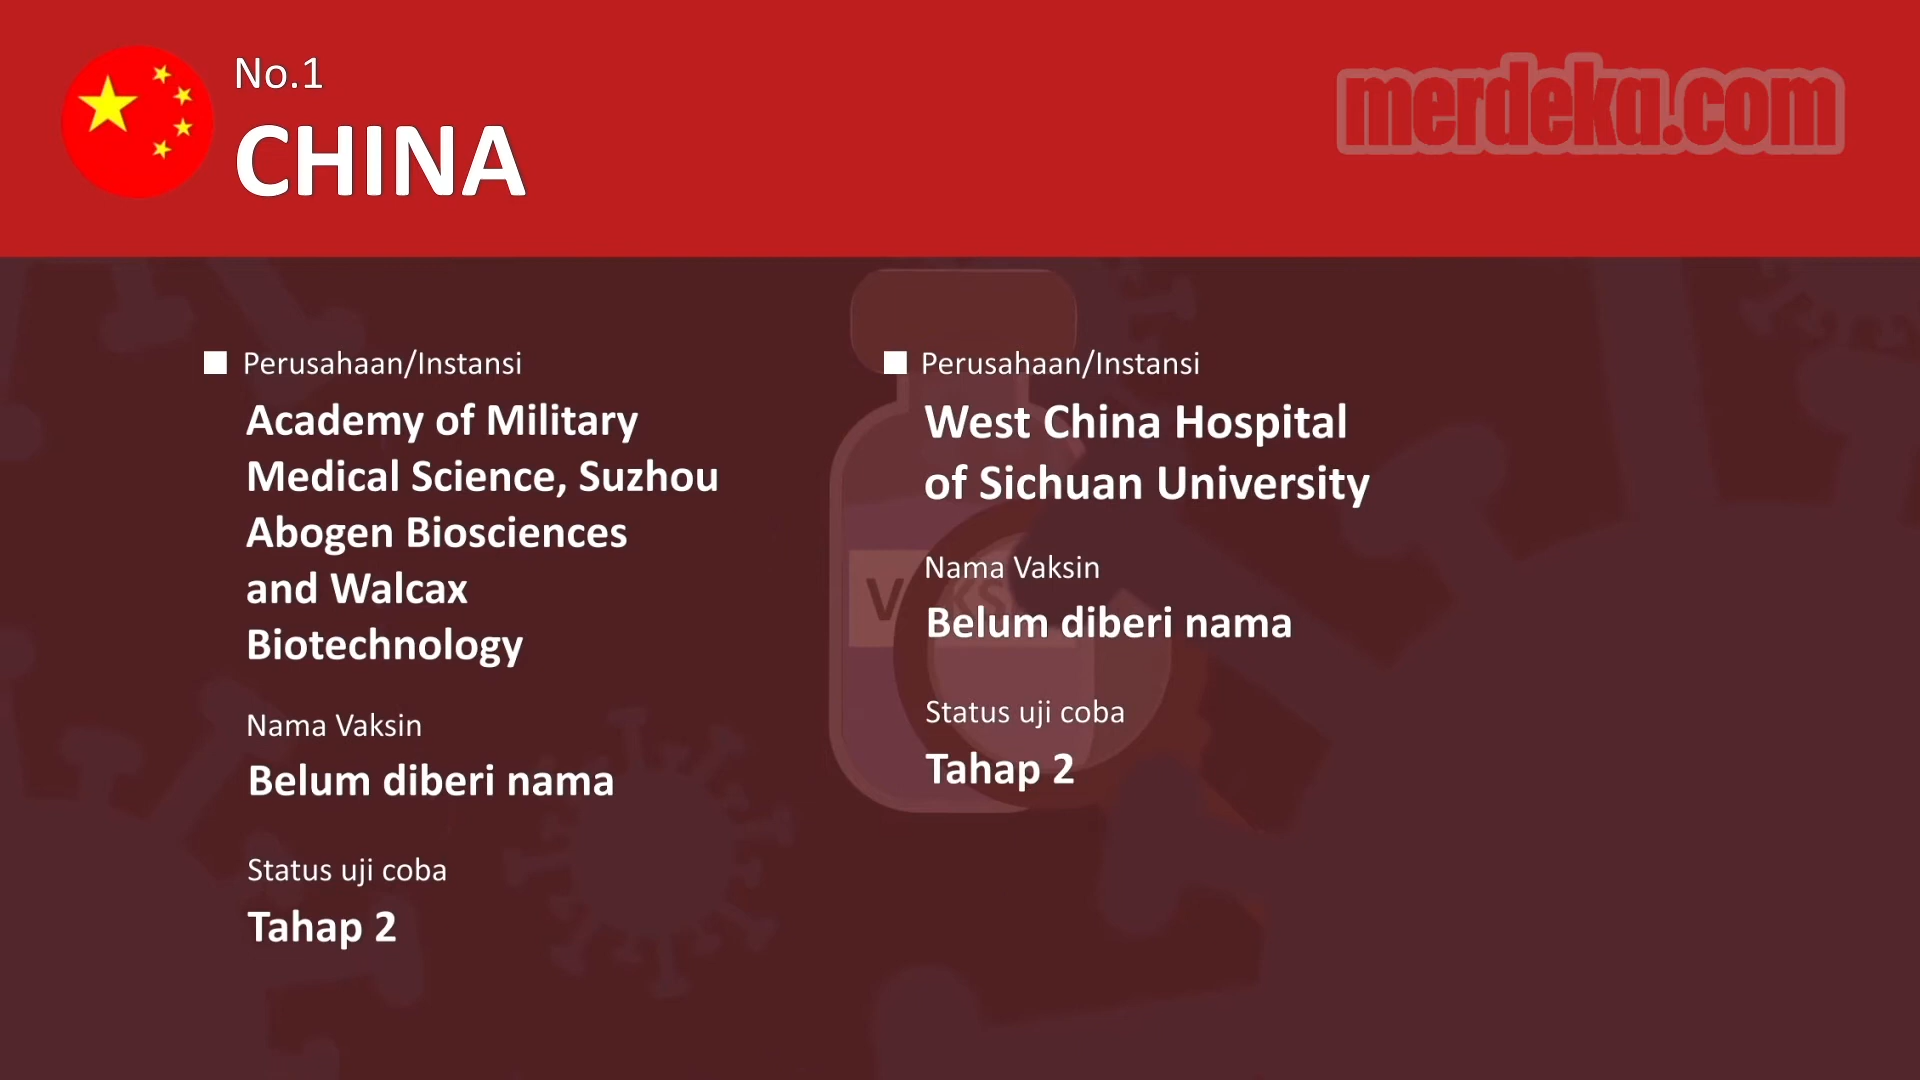 No.1
CHINA
merdeka.com
Perusahaan/Instansi
Academy of Military
Medical Science, Suzhou
Abogen Biosciences
and Walcax
Biotechnology
Nama Vaksin
Belum diberi nama
Status uji coba
Tahap 2
Perusahaan/Instansi
West China Hospital
of Sichuan University
Nama Vaksin
Belum diberi nama
Status uji coba
Tahap 2